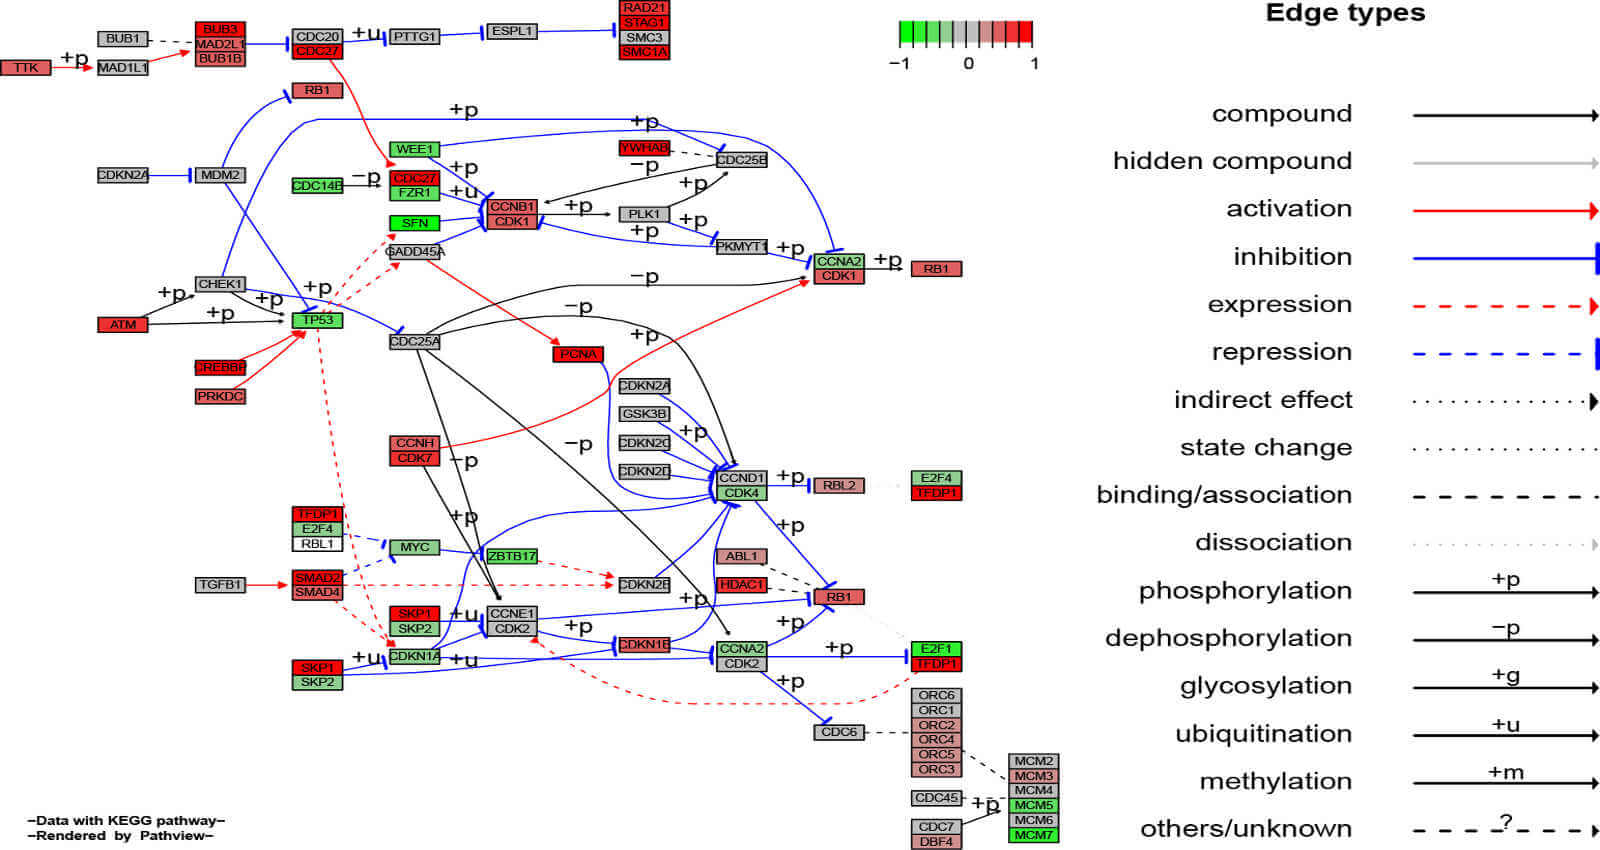 Edge types
RAD21
STAG1
SMC3
SMC1A
BUB3
MAD2L1
BUB1B
BUB1
MAD1L1
TTK
+p
CDC20
CDC27
+u
PTTG1
ESPL1
−1
0
1
RB1
+p
+p
WEE1
YWHAB
CDC25B
+p
−p
CDKN2A
MDM2
CDC14B
−p
CDC27
FZR1
+u
+p
CCNB1
CDK1
+p
PLK1
+p
+p
SFN
GADD45A
PKMYT1
+p
CCNA2
CDK1
+p
RB1
CHEK1
+p
+p
+p
+p
−p
−p
+p
ATM
TP53
CDC25A
PCNA
CREBBP
PRKDC
CDKN2A
GSK3B
+p
CDKN2C
CDKN2D
CCNH
CDK7
−p
−p
CCND1
CDK4
+p
RBL2
E2F4
TFDP1
TFDP1
E2F4
RBL1
+p
+p
MYC
ZBTB17
ABL1
TGFB1
SMAD2
SMAD4
CDKN2B
HDAC1
+p
RB1
SKP1
SKP2
+u
CCNE1
CDK2
+p
+p
CDKN1B
CDKN1A
+u
+u
SKP1
SKP2
CCNA2
CDK2
+p
E2F1
TFDP1
+p
CDC6
ORC6
ORC1
ORC2
ORC4
ORC5
ORC3
MCM2
MCM3
MCM4
MCM5
MCM6
MCM7
CDC45
+p
CDC7
DBF4
−Data with KEGG pathway−
−Rendered by Pathview−
compound
hidden compound
activation
inhibition
expression
repression
indirect effect
state change
binding/association
dissociation
phosphorylation +p
dephosphorylation −p
glycosylation +g
ubiquitination +u
methylation +m
others/unknown ?